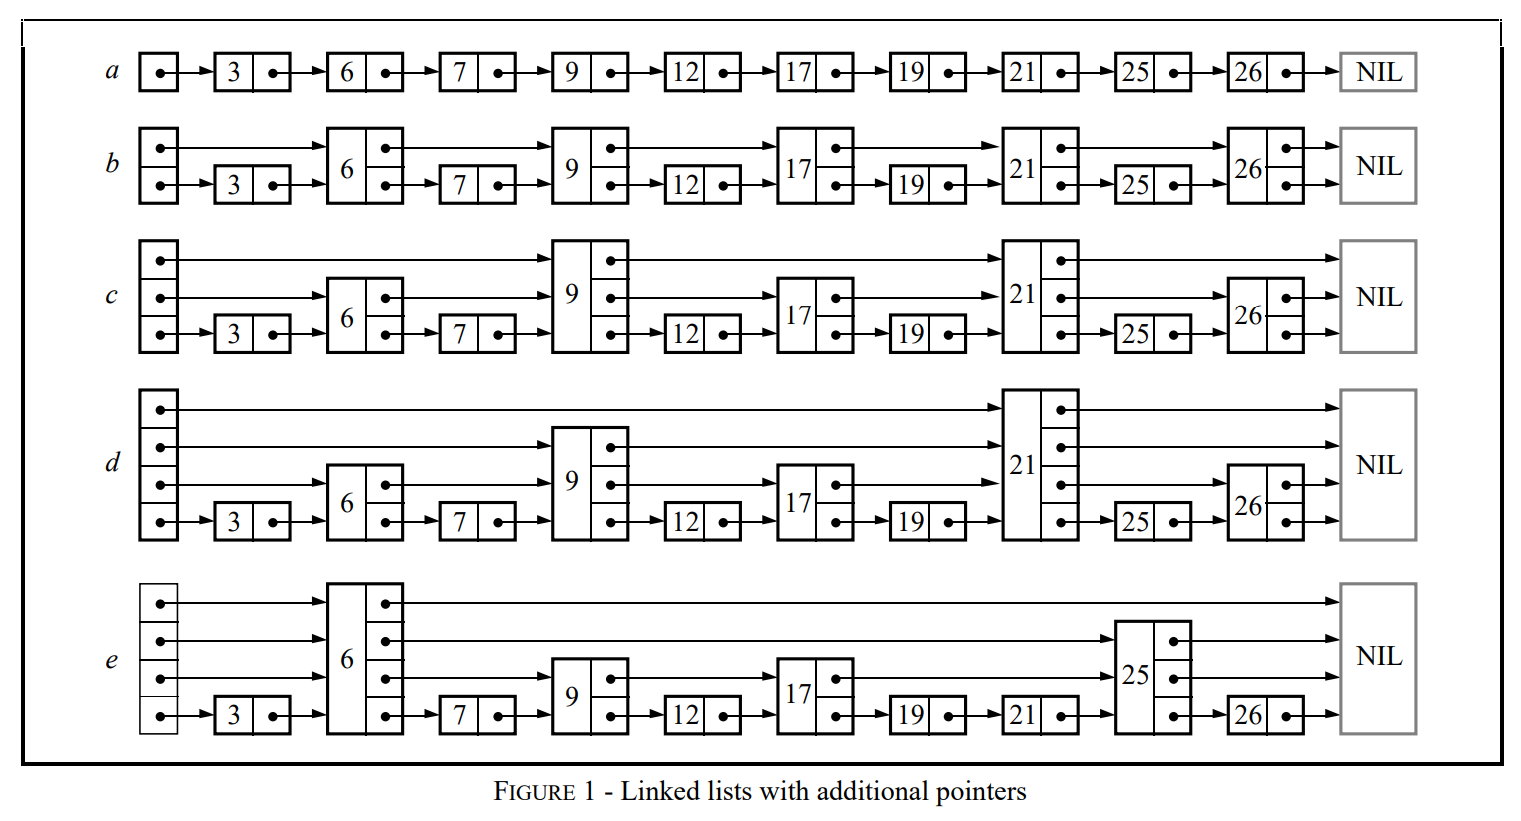 a 3 6 7 9 12 17 19 21 25 26 NIL
b 3 6 7 9 12 17 19 21 25 26 NIL
c 3 6 7 9 12 17 19 21 25 26 NIL
d 3 6 7 9 12 17 19 21 25 26 NIL
e 3 6 7 9 12 17 19 21 25 26 NIL
FIGURE 1 - Linked lists with additional pointers